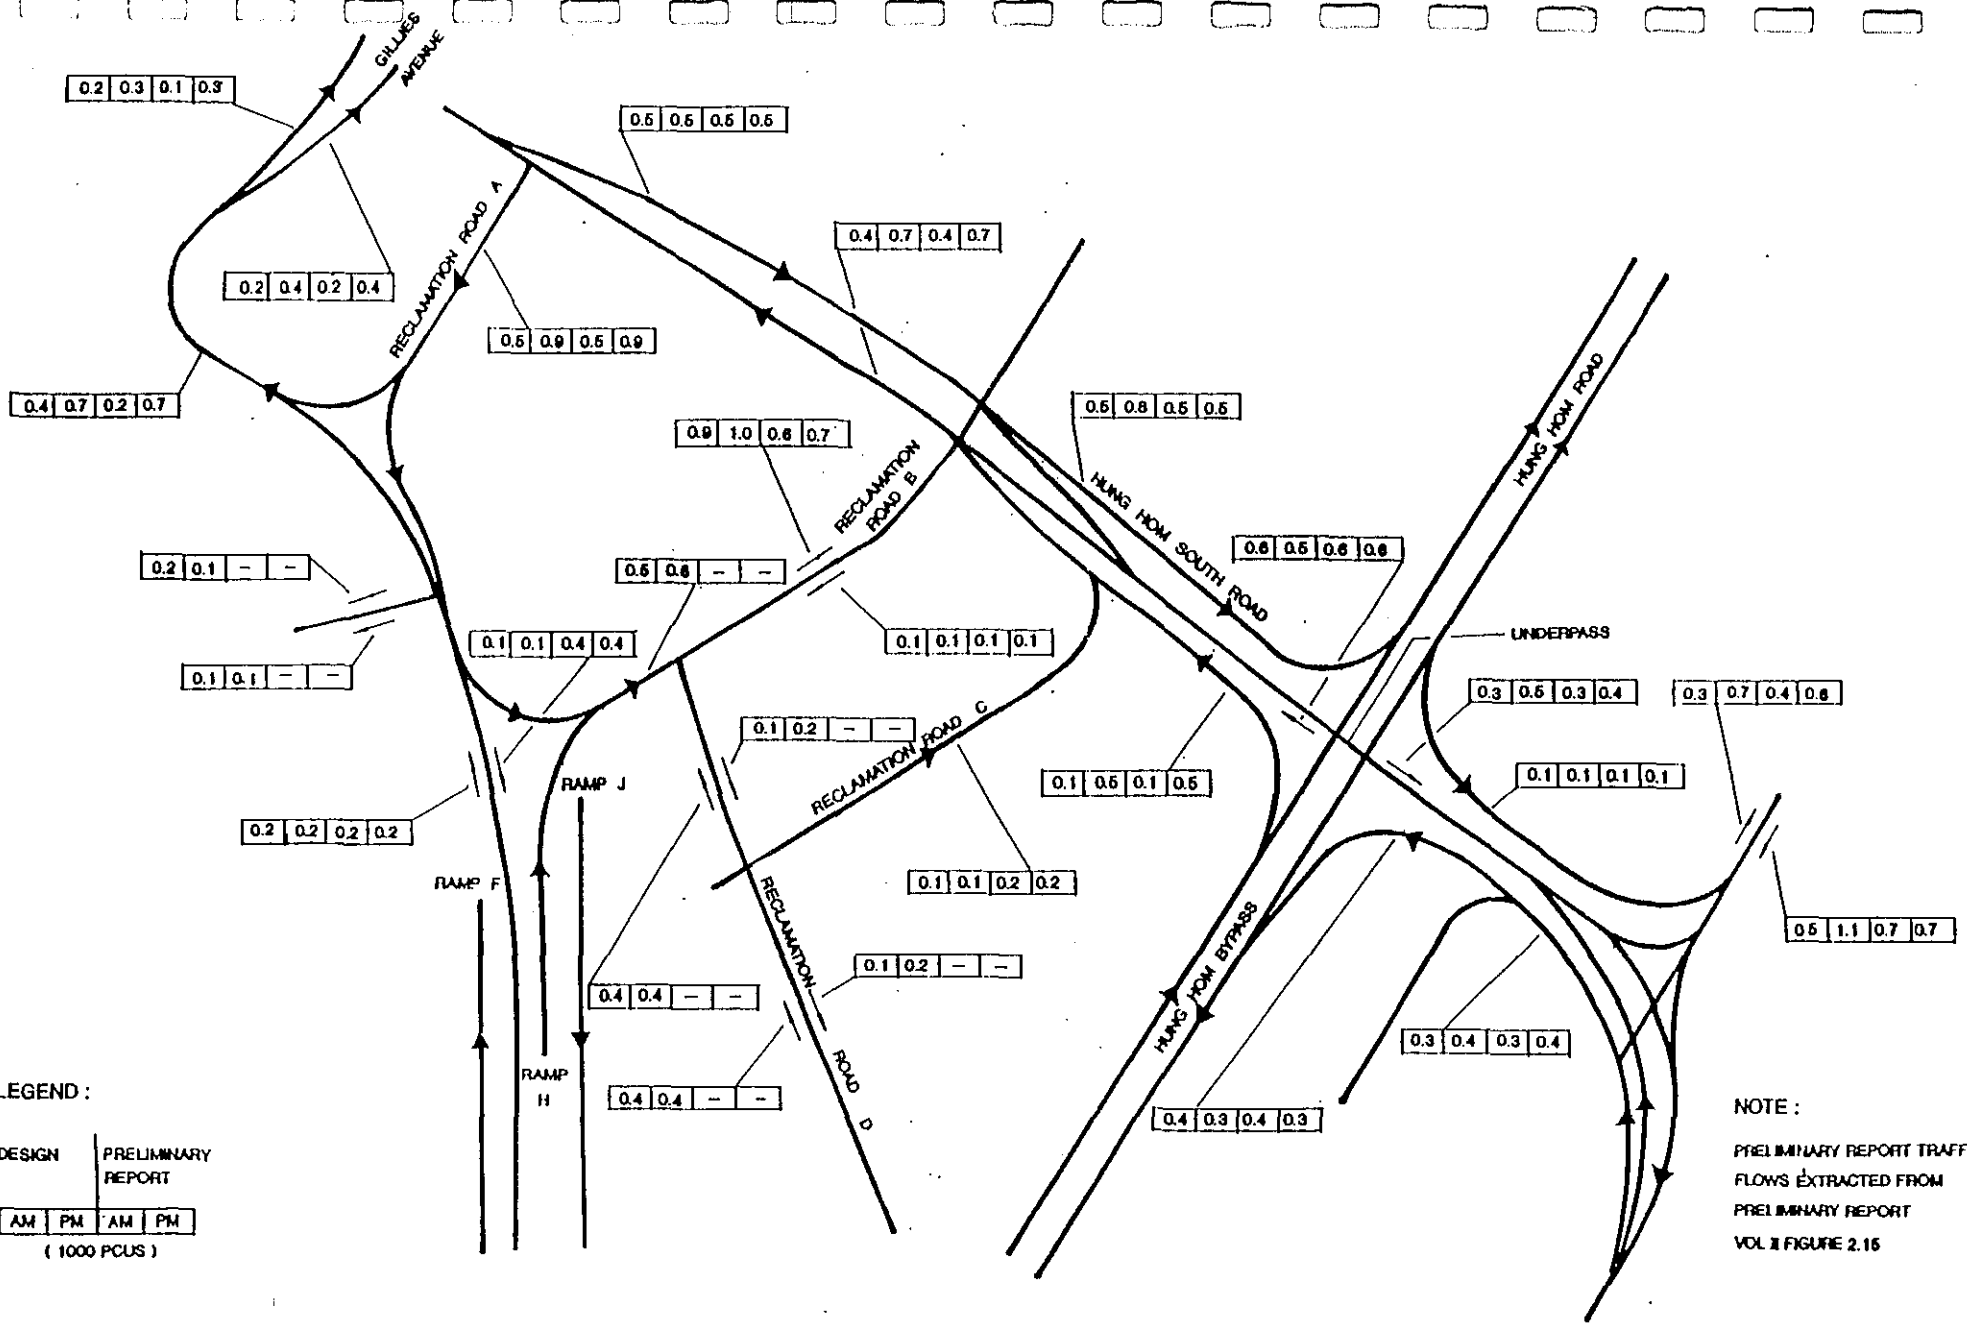 GILLIES
AVENUE
0.2 0.3 0.1 0.3
0.5 0.5 0.5 0.5
0.4 0.7 0.4 0.7
RECLAMATION ROAD A
0.2 0.4 0.2 0.4
0.5 0.9 0.5 0.9
0.4 0.7 0.2 0.7
0.5 0.8 0.5 0.5
HUNG HOM ROAD
HUNG HOM ROAD
0.9 1.0 0.6 0.7
RECLAMATION
ROAD B
HUNG HOM SOUTH ROAD
0.6 0.5 0.6 0.6
0.2 0.1 - -
0.5 0.6 - -
0.1 0.1 0.4 0.4
0.1 0.1 0.1 0.1
UNDERPASS
0.1 0.1 - -
0.3 0.5 0.3 0.4
0.3 0.7 0.4 0.6
0.1 0.2 - -
RECLAMATION ROAD C
RAMP J
0.1 0.5 0.1 0.5
0.1 0.1 0.1 0.1
0.2 0.2 0.2 0.2
RAMP F
0.1 0.1 0.2 0.2
RECLAMATION ROAD D
HUNG HOM BYPASS
0.5 1.1 0.7 0.7
0.1 0.2 - -
0.4 0.4 - -
0.3 0.4 0.3 0.4
RAMP
H
0.4 0.4 - -
0.4 0.3 0.4 0.3
LEGEND :
DESIGN PRELIMINARY
REPORT
AM PM AM PM
( 1000 PCUS )
NOTE :
PRELIMINARY REPORT TRAFF
FLOWS EXTRACTED FROM
PRELIMINARY REPORT
VOL II FIGURE 2.15